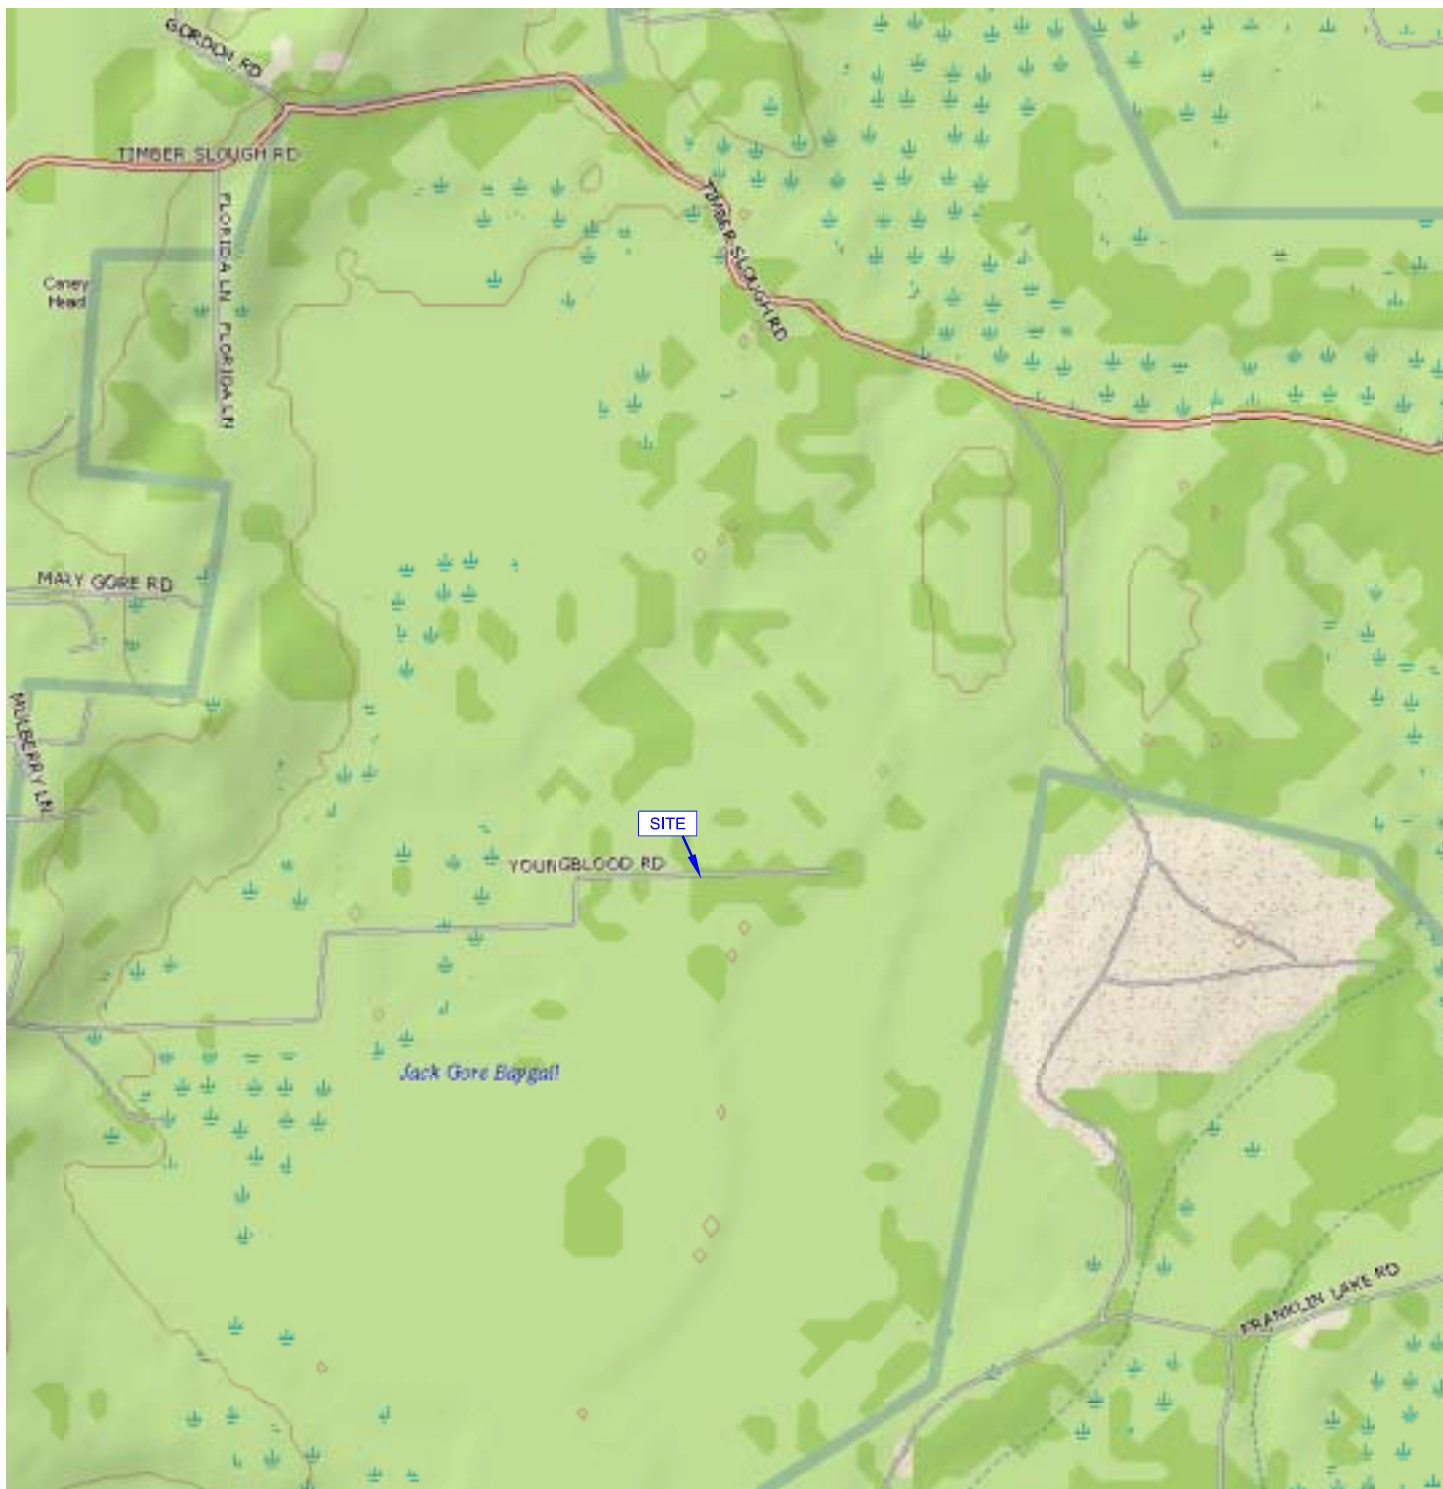 GORDON RD
TIMBER SLOUGH RD
TIMBER SLOUGH RD
FLORIDA LN
FLORIDA LN
Caney
Head
MARY GORE RD
MULBERRY LN
SITE
YOUNGBLOOD RD
Jack Gore Baygall
FRANKLIN LAKE RD